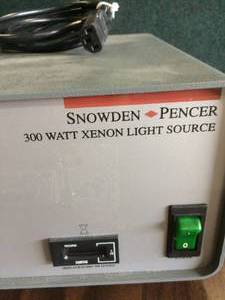 SNOWDEN PENCER
300 WATT XENON LIGHT SOURCE